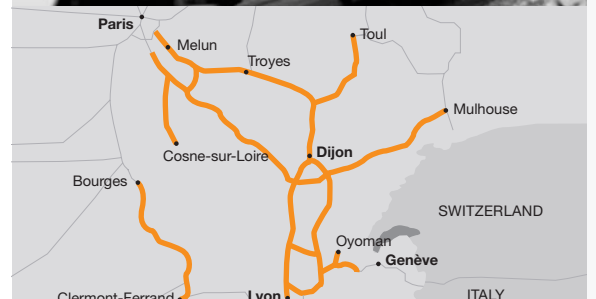 Paris
Toul
Melun
Troyes
Mulhouse
Cosne-sur-Loire
Dijon
Bourges
SWITZERLAND
Oyoman
Genève
Clermont-Ferrand
Lyon
ITALY